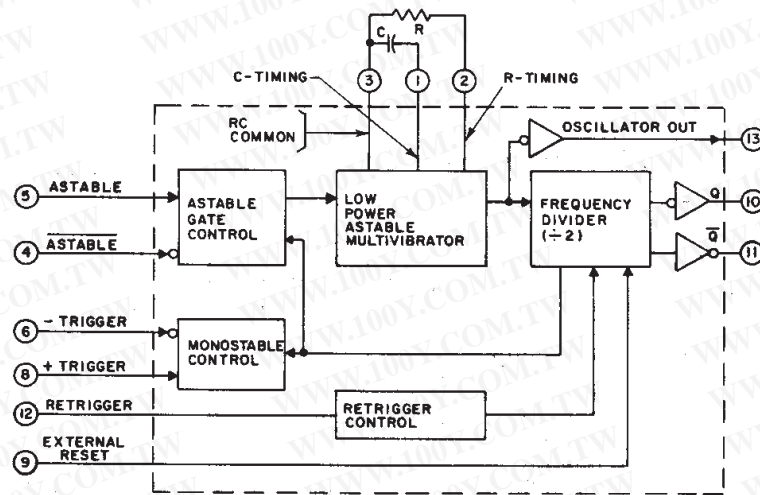 R
C
3
1
2
C-TIMING
R-TIMING
RC
COMMON
OSCILLATOR OUT
13
5
ASTABLE
ASTABLE
GATE
CONTROL
LOW
POWER
ASTABLE
MULTIVIBRATOR
FREQUENCY
DIVIDER
(÷2)
Q
10
4
A̅S̅T̅A̅B̅L̅E̅
Q̅
11
6
- TRIGGER
MONOSTABLE
CONTROL
8
+ TRIGGER
12
RETRIGGER
RETRIGGER
CONTROL
9
EXTERNAL
RESET
WWW.100Y.COM.TW